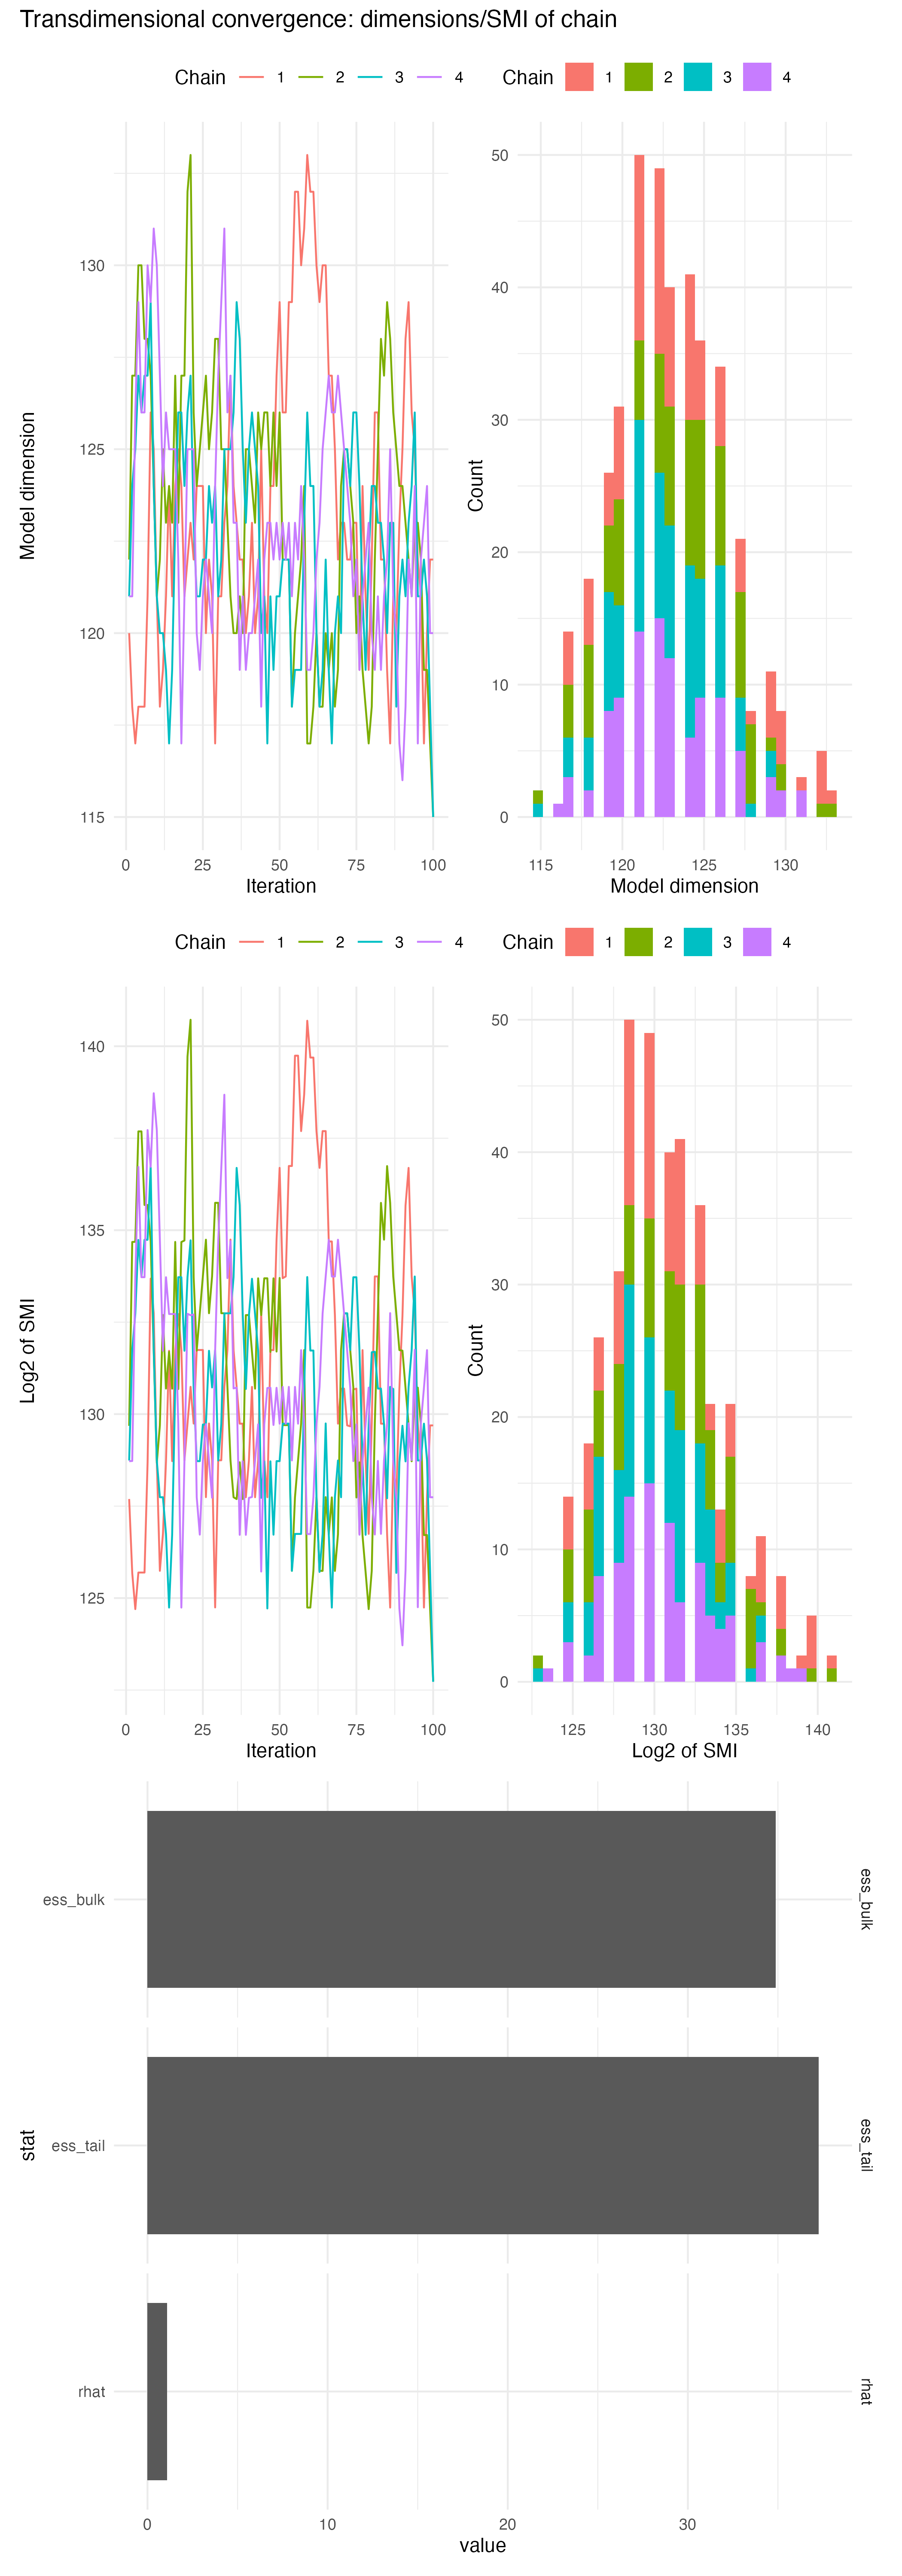 Transdimensional convergence: dimensions/SMI of chain
Chain 1 2 3 4 Chain 1 2 3 4
130
125
120
115
Model dimension
0 25 50 75 100
Iteration
50
40
30
20
10
0
Count
115 120 125 130
Model dimension
Chain 1 2 3 4 Chain 1 2 3 4
140
135
130
125
Log2 of SMI
0 25 50 75 100
Iteration
50
40
30
20
10
0
Count
125 130 135 140
Log2 of SMI
ess_bulk
ess_bulk
stat
ess_tail
ess_tail
rhat
rhat
0 10 20 30
value